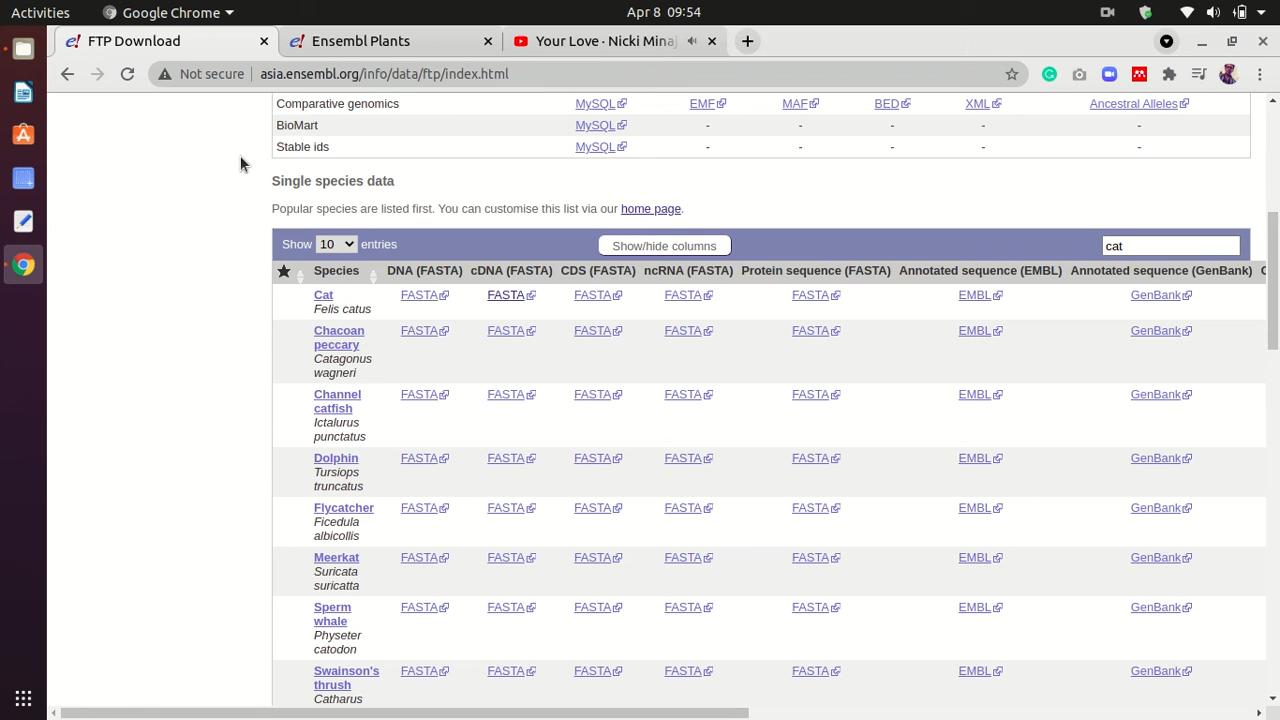 Activities Google Chrome Apr 8 09:54
FTP Download Ensembl Plants Your Love · Nicki Minaj
Not secure asia.ensembl.org/info/data/ftp/index.html
Comparative genomics MySQL EMF MAF BED XML Ancestral Alleles
BioMart MySQL - - - - -
Stable ids MySQL - - - - -
Single species data
Popular species are listed first. You can customise this list via our home page.
Show 10 entries Show/hide columns cat
Species DNA (FASTA) cDNA (FASTA) CDS (FASTA) ncRNA (FASTA) Protein sequence (FASTA) Annotated sequence (EMBL) Annotated sequence (GenBank)
Cat FASTA FASTA FASTA FASTA FASTA EMBL GenBank
Felis catus
Chacoan FASTA FASTA FASTA FASTA FASTA EMBL GenBank
peccary
Catagonus
wagneri
Channel FASTA FASTA FASTA FASTA FASTA EMBL GenBank
catfish
Ictalurus
punctatus
Dolphin FASTA FASTA FASTA FASTA FASTA EMBL GenBank
Tursiops
truncatus
Flycatcher FASTA FASTA FASTA FASTA FASTA EMBL GenBank
Ficedula
albicollis
Meerkat FASTA FASTA FASTA FASTA FASTA EMBL GenBank
Suricata
suricatta
Sperm FASTA FASTA FASTA FASTA FASTA EMBL GenBank
whale
Physeter
catodon
Swainson's FASTA FASTA FASTA FASTA FASTA EMBL GenBank
thrush
Catharus